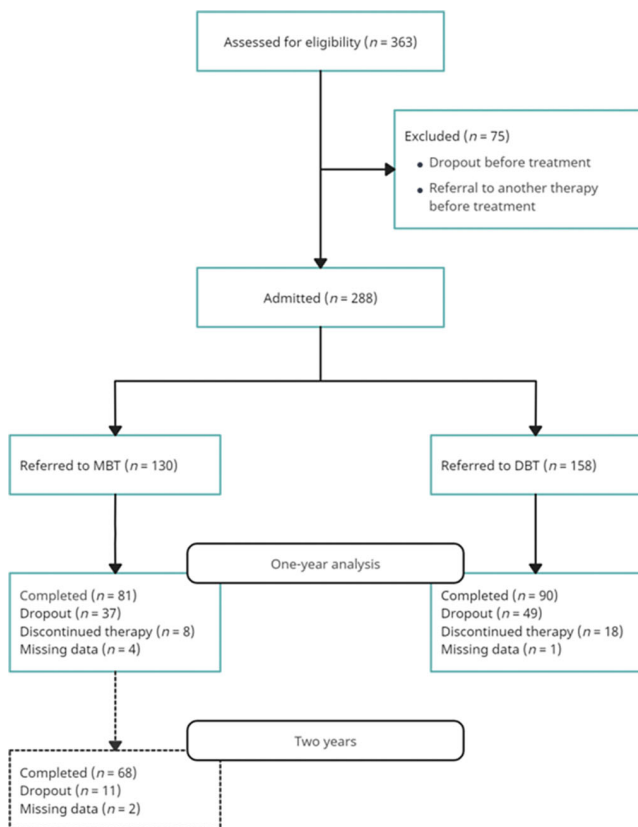 Assessed for eligibility (n = 363)
Excluded (n = 75)
• Dropout before treatment
• Referral to another therapy
before treatment
Admitted (n = 288)
Referred to MBT (n = 130)
Referred to DBT (n = 158)
One-year analysis
Completed (n = 81)
Dropout (n = 37)
Discontinued therapy (n = 8)
Missing data (n = 4)
Completed (n = 90)
Dropout (n = 49)
Discontinued therapy (n = 18)
Missing data (n = 1)
Two years
Completed (n = 68)
Dropout (n = 11)
Missing data (n = 2)